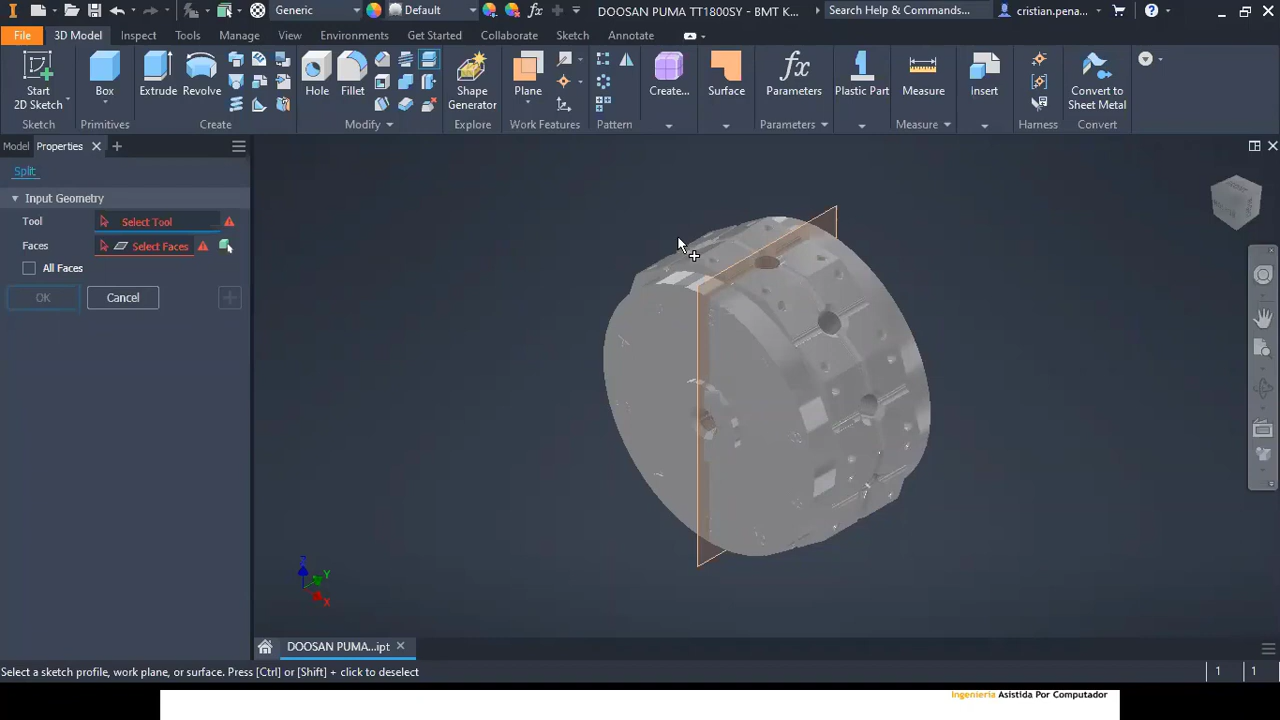 Generic
Default
DOOSAN PUMA TT1800SY - BMT K...
Search Help & Commands...
cristian.pena...
File
3D Model
Inspect
Tools
Manage
View
Environments
Get Started
Collaborate
Sketch
Annotate
Start
2D Sketch
Box
Extrude
Revolve
Hole
Fillet
Shape
Generator
Plane
Create...
Surface
Parameters
Plastic Part
Measure
Insert
Convert to
Sheet Metal
Sketch
Primitives
Create
Modify
Explore
Work Features
Pattern
Parameters
Measure
Harness
Convert
Model
Properties
Split
Input Geometry
Tool
Select Tool
Faces
Select Faces
All Faces
OK
Cancel
Z
Y
X
DOOSAN PUMA...ipt
Select a sketch profile, work plane, or surface. Press [Ctrl] or [Shift] + click to deselect
1
1
Ingeniería Asistida Por Computador